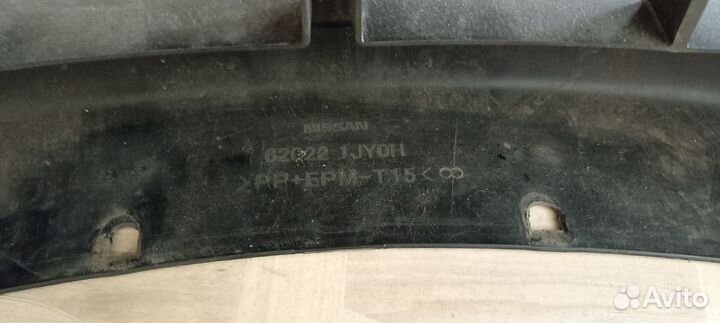 NISSAN
62022 1JY0H
>PP+EPM-T15<∞
Avito